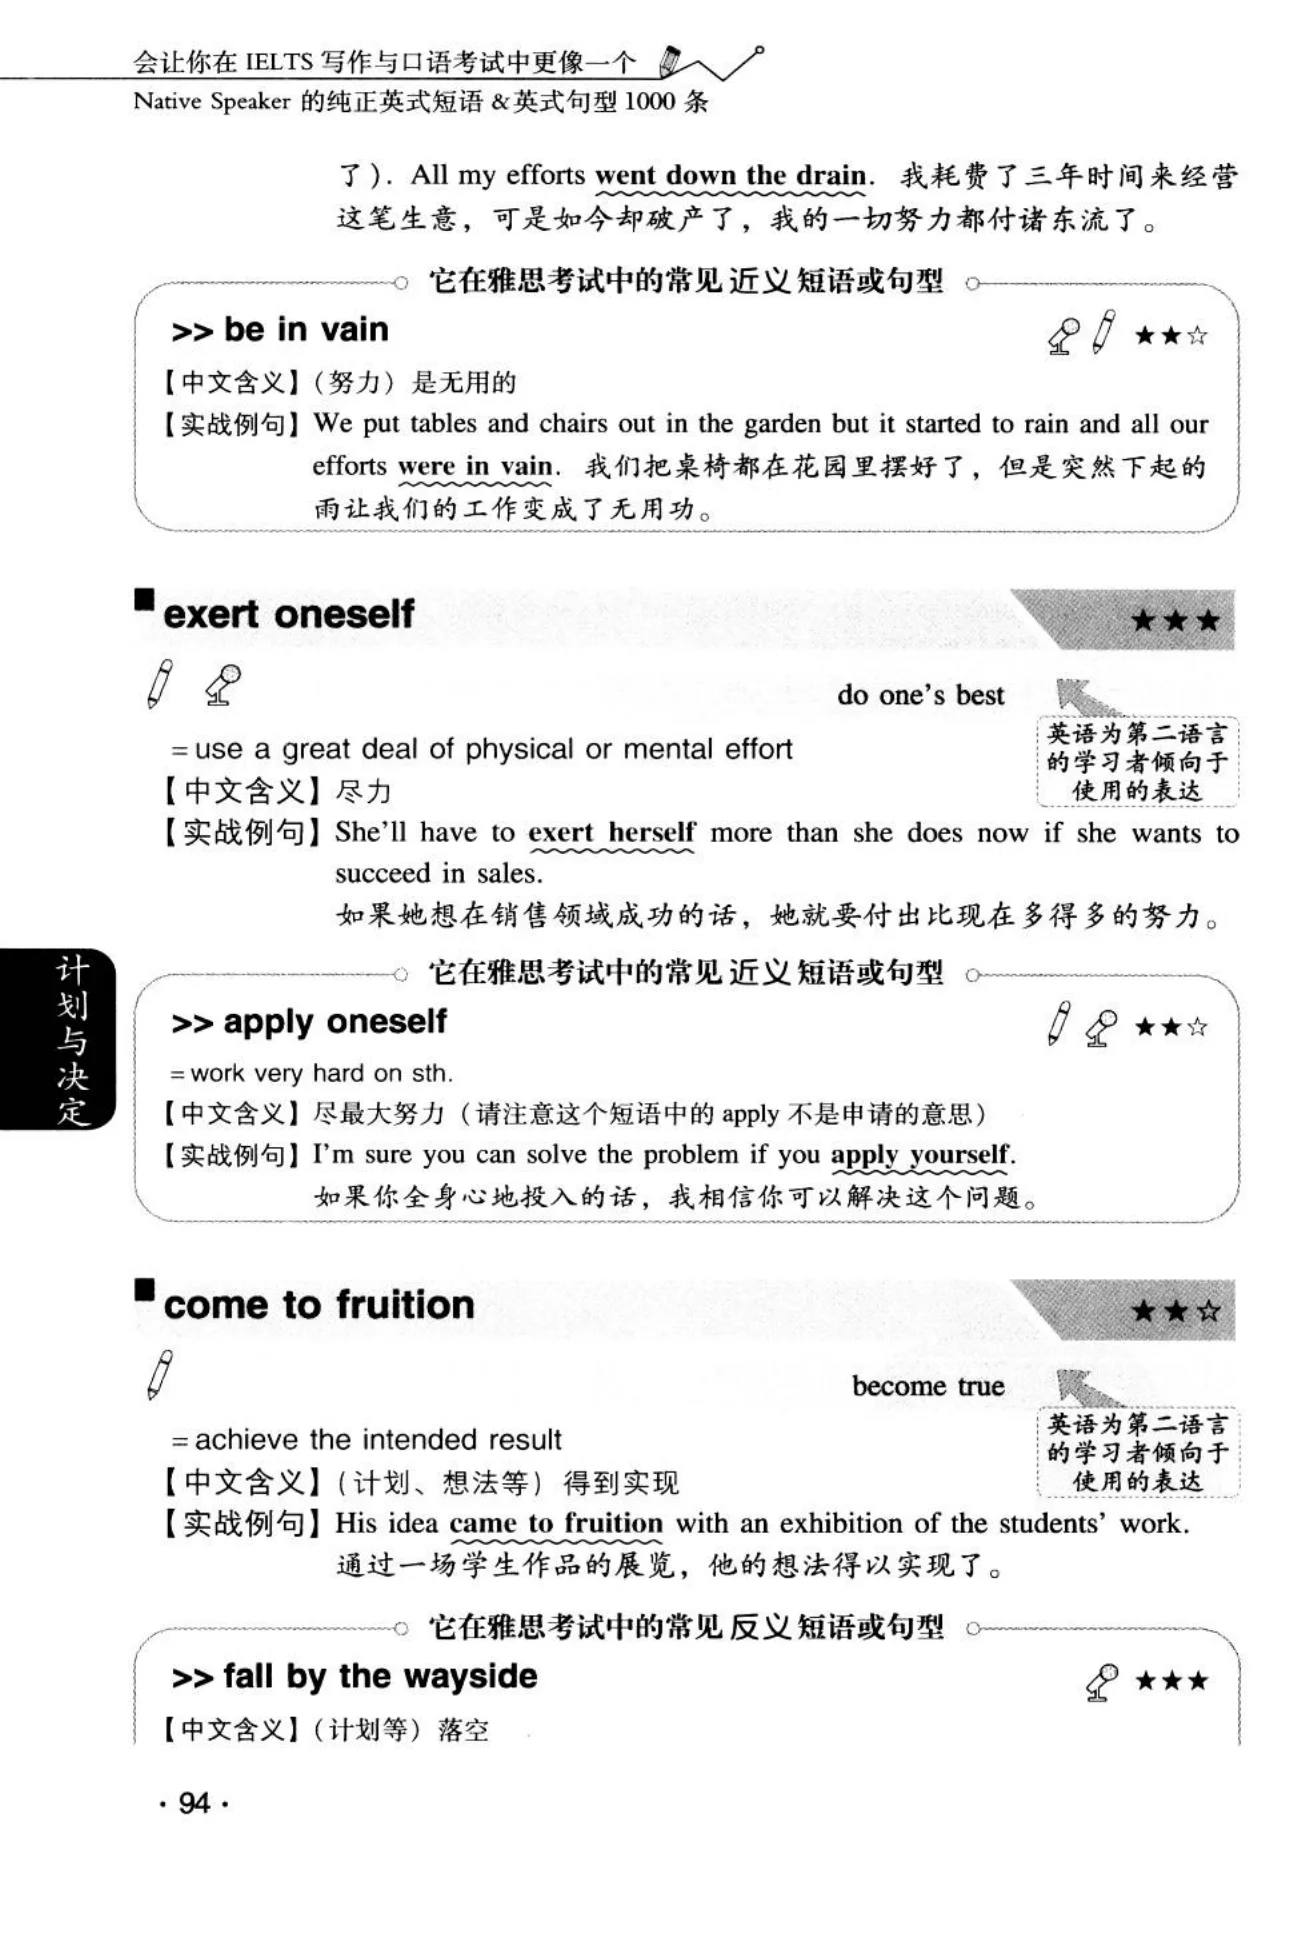 会让你在 IELTS 写作与口语考试中更像一个
Native Speaker 的纯正英式短语 & 英式句型 1000 条
了). All my efforts went down the drain. 我耗费了三年时间来经营
这笔生意，可是如今却破产了，我的一切努力都付诸东流了。
它在雅思考试中的常见近义短语或句型
>> be in vain ★★☆
【中文含义】（努力）是无用的
【实战例句】We put tables and chairs out in the garden but it started to rain and all our
efforts were in vain. 我们把桌椅都在花园里摆好了，但是突然下起的
雨让我们的工作变成了无用功。
■ exert oneself ★★★
do one's best
英语为第二语言
的学习者倾向于
使用的表达
= use a great deal of physical or mental effort
【中文含义】尽力
【实战例句】She'll have to exert herself more than she does now if she wants to
succeed in sales.
如果她想在销售领域成功的话，她就要付出比现在多得多的努力。
计划与决定
它在雅思考试中的常见近义短语或句型
>> apply oneself ★★☆
= work very hard on sth.
【中文含义】尽最大努力（请注意这个短语中的 apply 不是申请的意思）
【实战例句】I'm sure you can solve the problem if you apply yourself.
如果你全身心地投入的话，我相信你可以解决这个问题。
■ come to fruition ★★☆
become true
英语为第二语言
的学习者倾向于
使用的表达
= achieve the intended result
【中文含义】（计划、想法等）得到实现
【实战例句】His idea came to fruition with an exhibition of the students' work.
通过一场学生作品的展览，他的想法得以实现了。
它在雅思考试中的常见反义短语或句型
>> fall by the wayside ★★★
【中文含义】（计划等）落空
· 94 ·